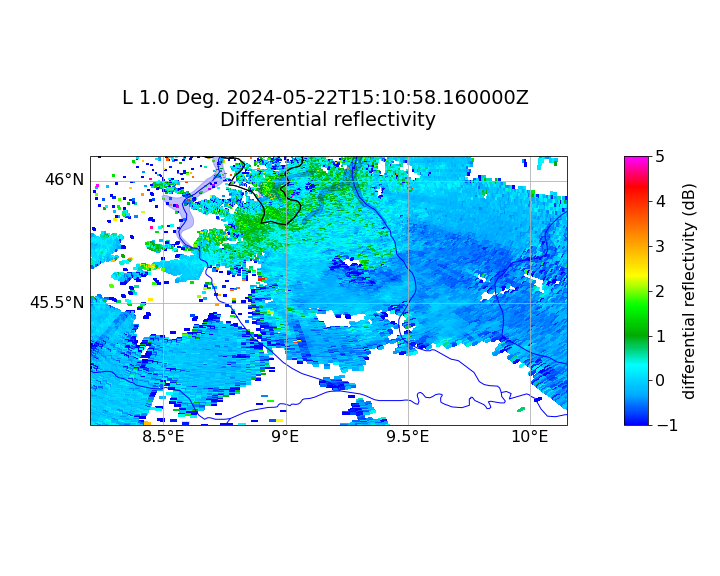 L 1.0 Deg. 2024-05-22T15:10:58.160000Z
Differential reflectivity
46°N
45.5°N
8.5°E
9°E
9.5°E
10°E
5
4
3
2
1
0
−1
differential reflectivity (dB)